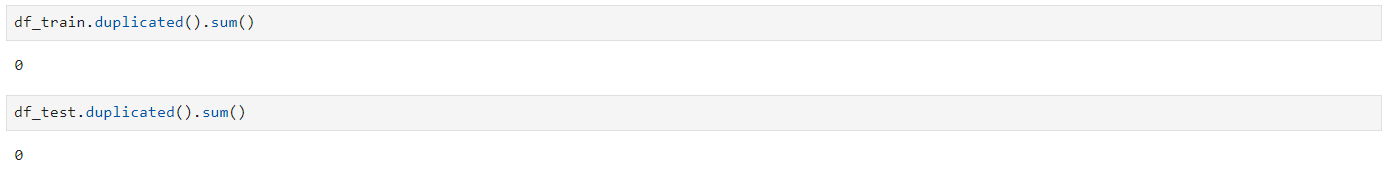 df_train.duplicated().sum()
0
df_test.duplicated().sum()
0